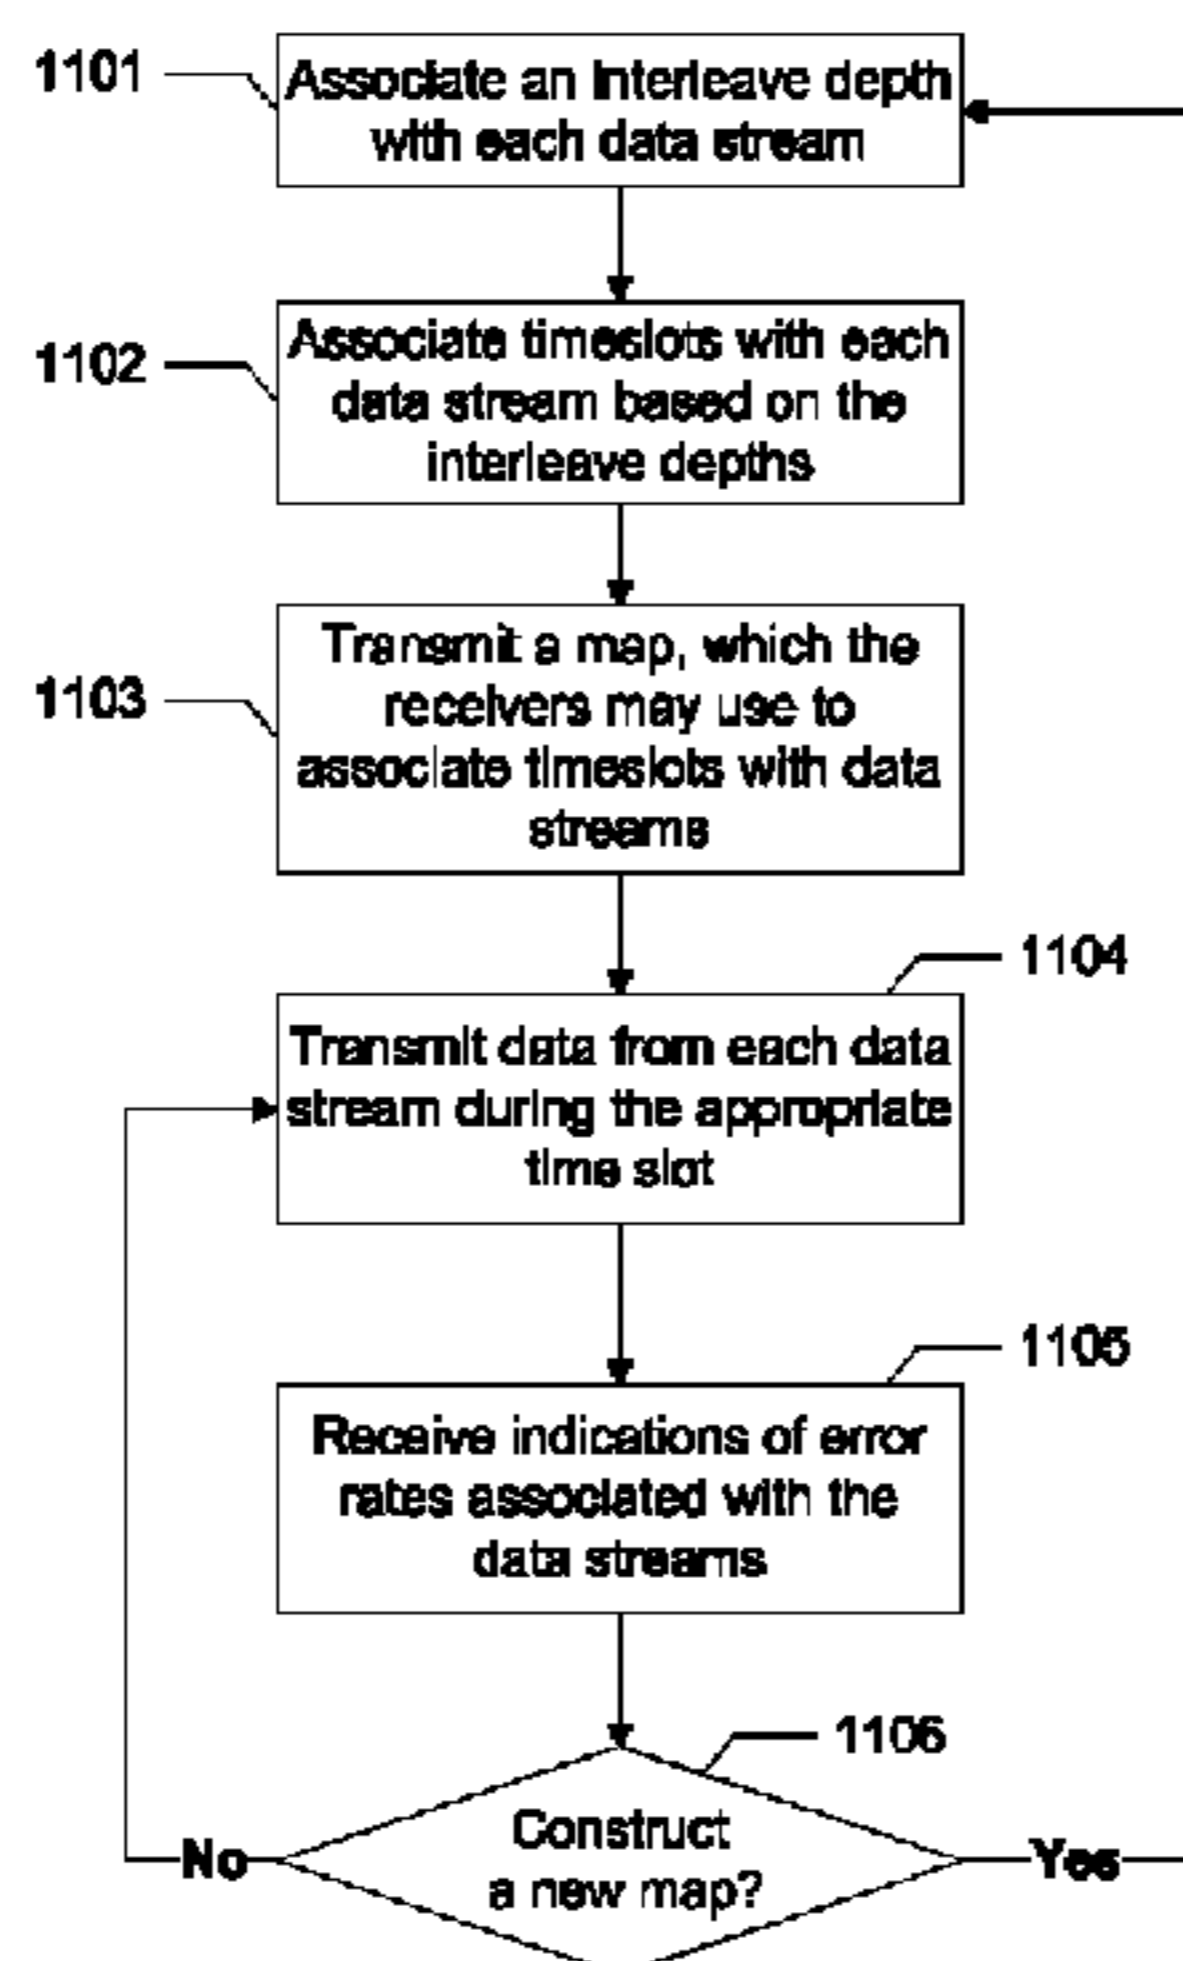 1101
Associate an interleave depth
with each data stream
1102
Associate timeslots with each
data stream based on the
interleave depths
1103
Transmit a map, which the
receivers may use to
associate timeslots with data
streams
1104
Transmit data from each data
stream during the appropriate
time slot
1105
Receive indications of error
rates associated with the
data streams
1106
Construct
a new map?
No
Yes